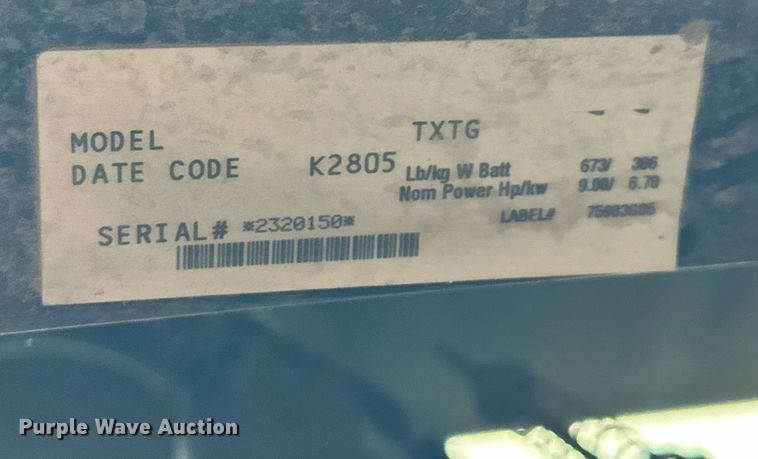 MODEL TXTG
DATE CODE K2805
Lb/kg W Batt 673/ 306
Nom Power Hp/kw 9.00/ 6.70
SERIAL# *2320150*
LABEL#
Purple Wave Auction